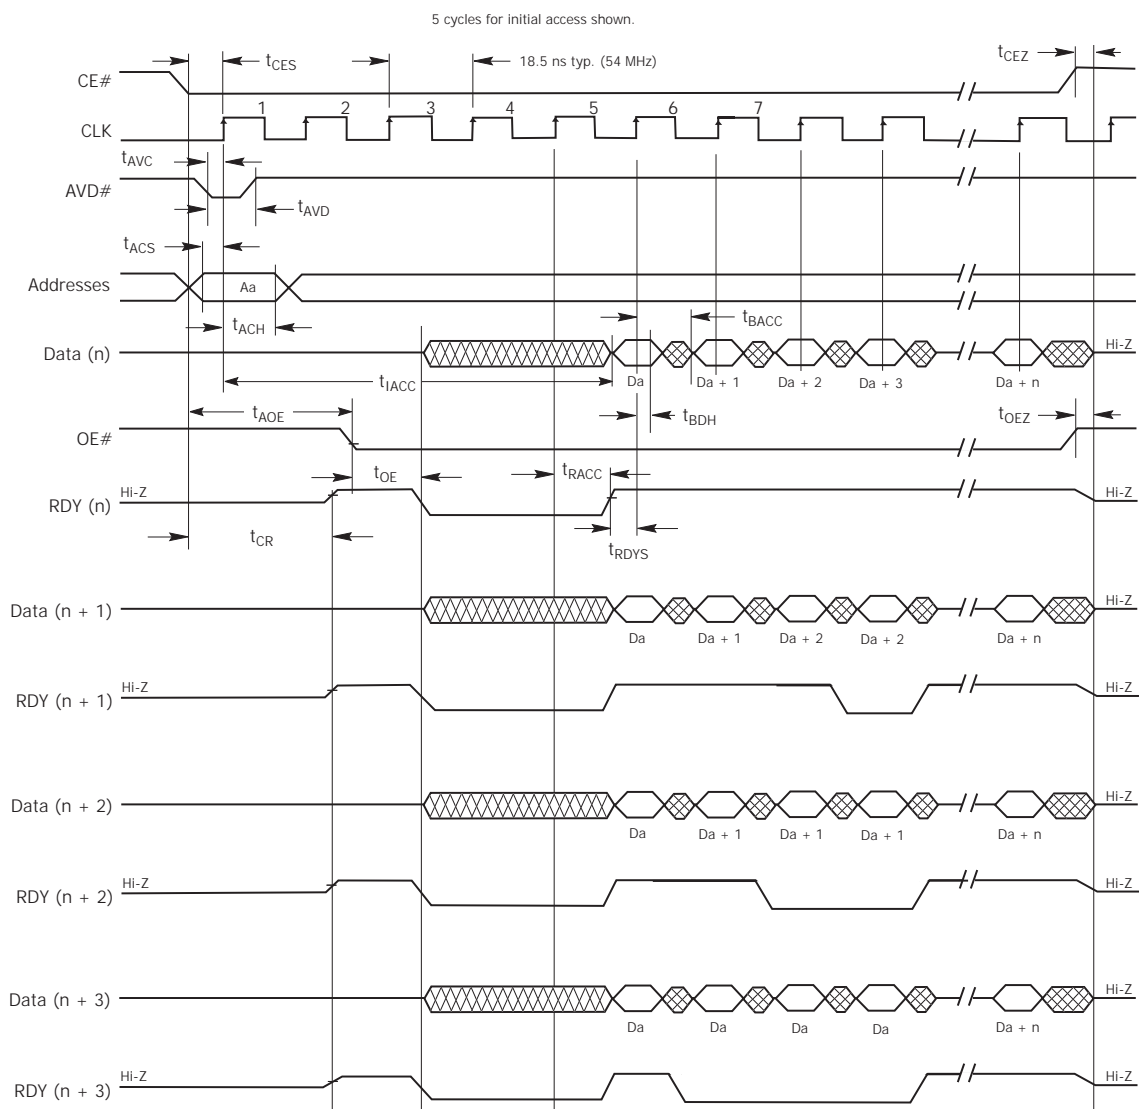 5 cycles for initial access shown.
tCES
18.5 ns typ. (54 MHz)
tCEZ
CE#
1 2 3 4 5 6 7
CLK
tAVC
AVD#
tAVD
tACS
Addresses
Aa
tACH
tBACC
Data (n)
Hi-Z
Da Da + 1 Da + 2 Da + 3 Da + n
tIACC
tAOE
tBDH
tOEZ
OE#
tOE
tRACC
Hi-Z
RDY (n)
Hi-Z
tCR
tRDYS
Data (n + 1)
Hi-Z
Da Da + 1 Da + 2 Da + 2 Da + n
Hi-Z
RDY (n + 1)
Hi-Z
Data (n + 2)
Hi-Z
Da Da + 1 Da + 1 Da + 1 Da + n
Hi-Z
RDY (n + 2)
Hi-Z
Data (n + 3)
Hi-Z
Da Da Da Da Da + n
Hi-Z
RDY (n + 3)
Hi-Z